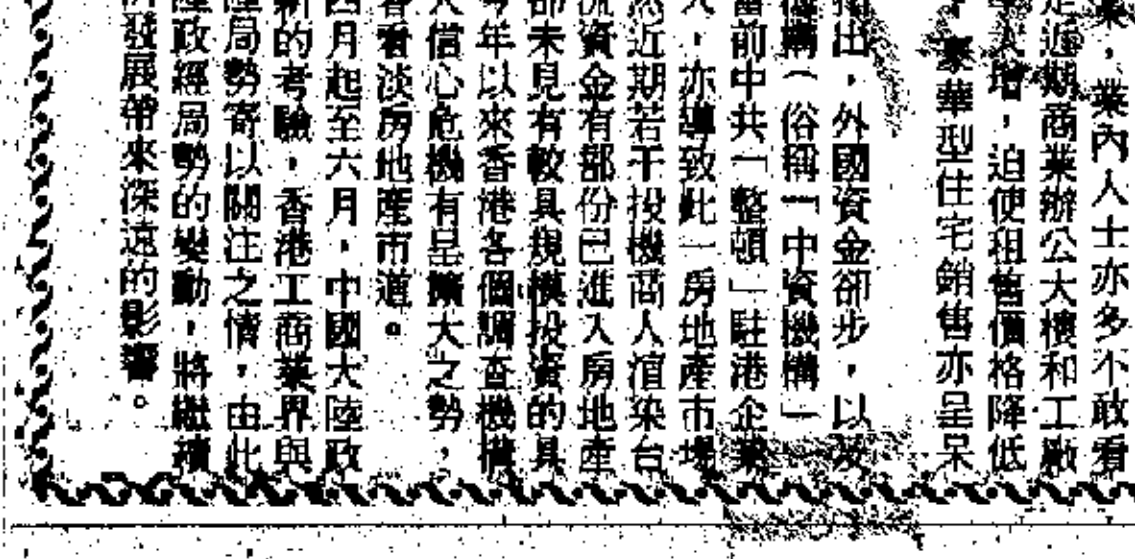 業，業內人士亦多不敢看
近期商業辦公大樓和工廠
大增，迫使租售價格降低
，豪華型住宅銷售亦呈呆
指出，外國資金卻步，以及
機構（俗稱「中資機構」
當前中共「整頓」駐港企業
，亦導致此一房地產市場
近期若干投機商人渲染台
流資金有部份已進入房地產
卻未見有較具規模投資的具
今年以來香港各個調查機構
人信心危機有呈擴大之勢，
看淡房地產市道。
四月起至六月，中國大陸政
新的考驗，香港工商業界與
陸局勢寄以關注之情，由此
陸政經局勢的變動，將繼續
發展帶來深遠的影響。